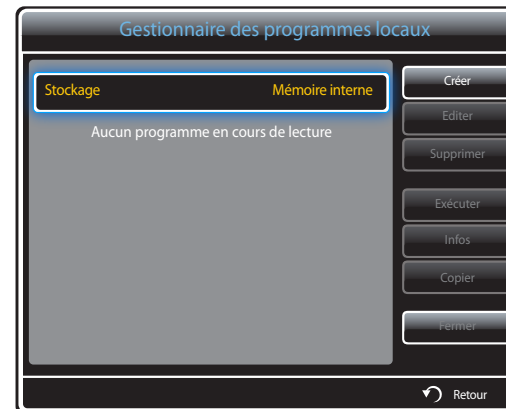 Gestionnaire des programmes locaux
Stockage Mémoire interne
Aucun programme en cours de lecture
Créer
Editer
Supprimer
Exécuter
Infos
Copier
Fermer
Retour